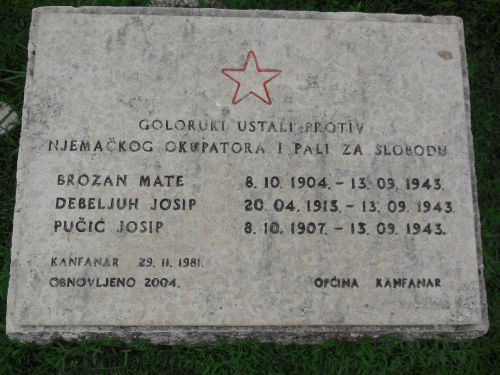 GOLORUKI USTALI PROTIV
NJEMAČKOG OKUPATORA I PALI ZA SLOBODU
BROZAN MATE 8. 10. 1904. - 13. 09. 1943.
DEBELJUH JOSIP 20. 04. 1913. - 13. 09. 1943.
PUČIĆ JOSIP 8. 10. 1907. - 13. 09. 1943.
KANFANAR 29. 11. 1981.
OBNOVLJENO 2004. OPĆINA KANFANAR